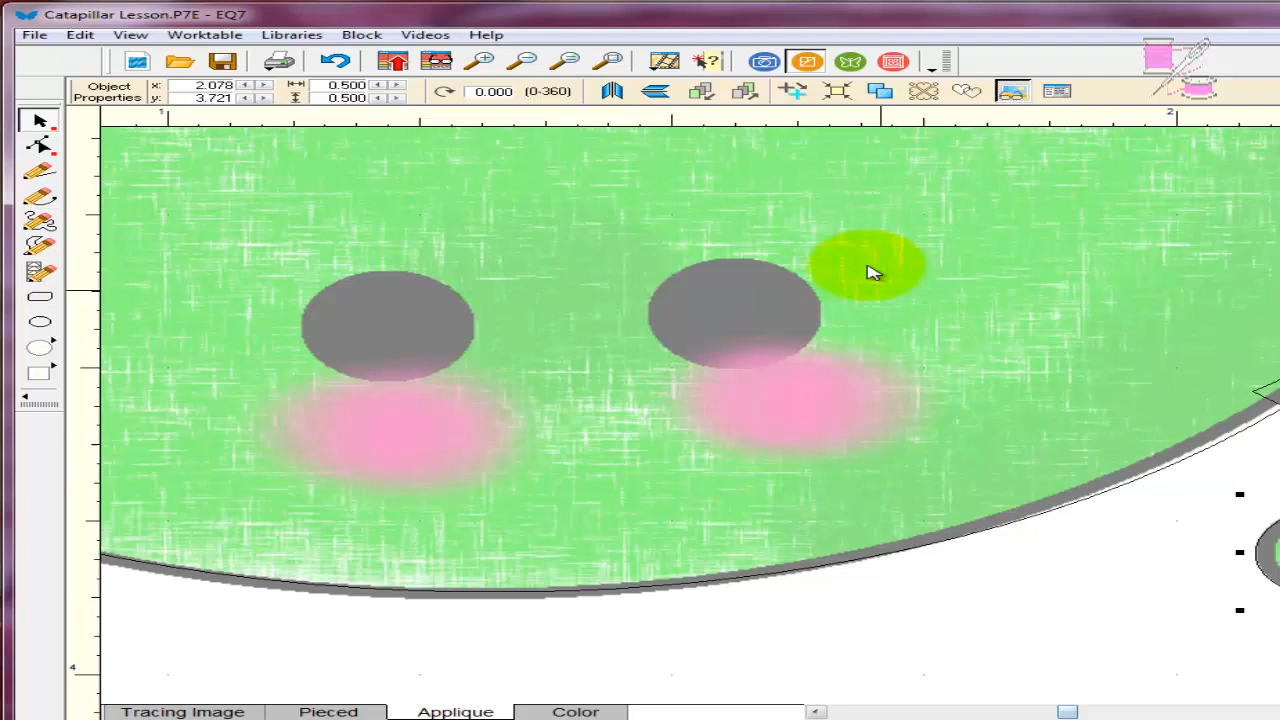 Catapillar Lesson.P7E - EQ7
File Edit View Worktable Libraries Block Videos Help
Object Properties x: 2.078 0.500 0.000 (0-360)
y: 3.721 0.500
1 2
4
Tracing Image Pieced Applique Color